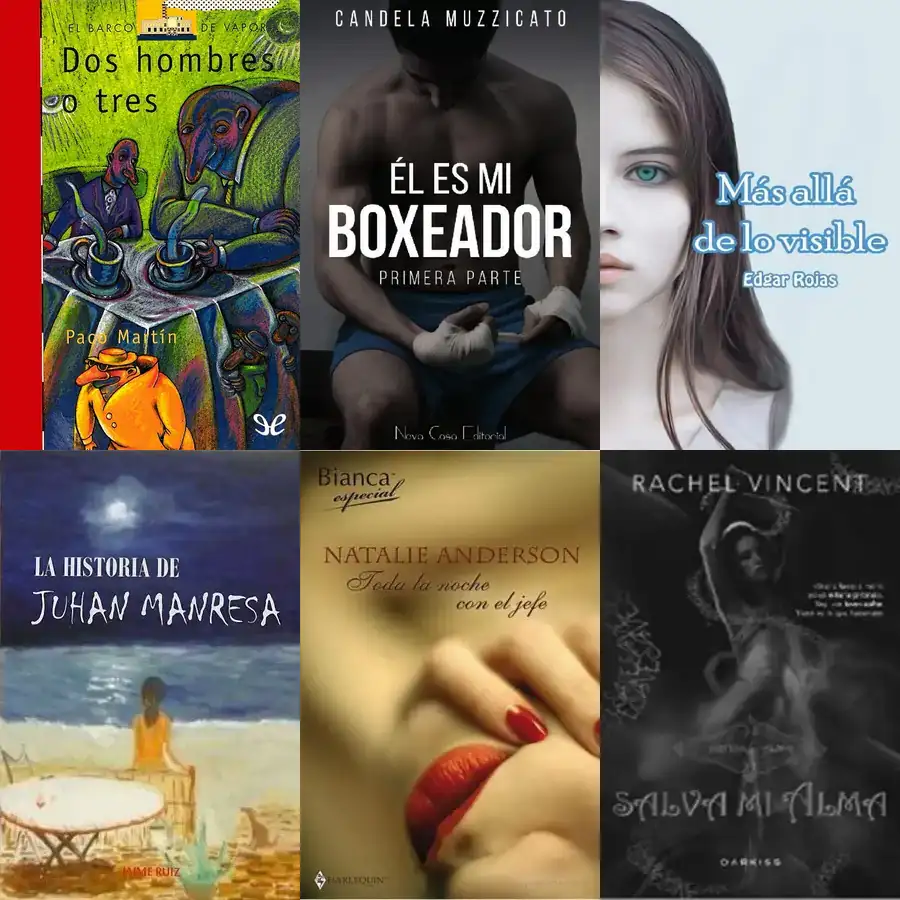 EL BARCO DE VAPOR
Dos hombres
o tres
Paco Martín
CANDELA MUZZICATO
ÉL ES MI
BOXEADOR
PRIMERA PARTE
Nova Casa Editorial
Más allá
de lo visible
Edgar Rojas
LA HISTORIA DE
JUHAN MANRESA
JAIME RUIZ
Bianca™
especial
NATALIE ANDERSON
Toda la noche
con el jefe
HARLEQUIN™
RACHEL VINCENT
SALVA MI ALMA
DARKISS